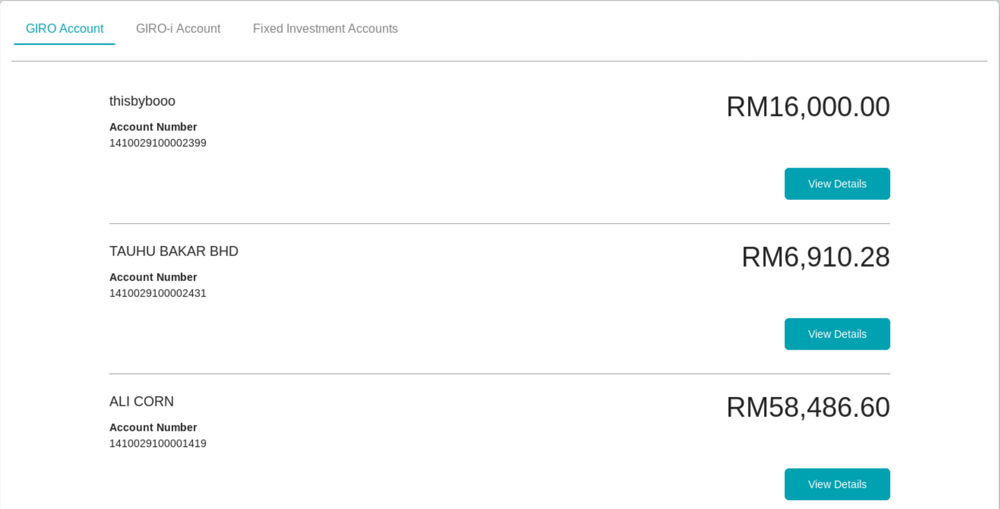 GIRO Account GIRO-i Account Fixed Investment Accounts
thisbybooo RM16,000.00
Account Number
1410029100002399
View Details
TAUHU BAKAR BHD RM6,910.28
Account Number
1410029100002431
View Details
ALI CORN RM58,486.60
Account Number
1410029100001419
View Details